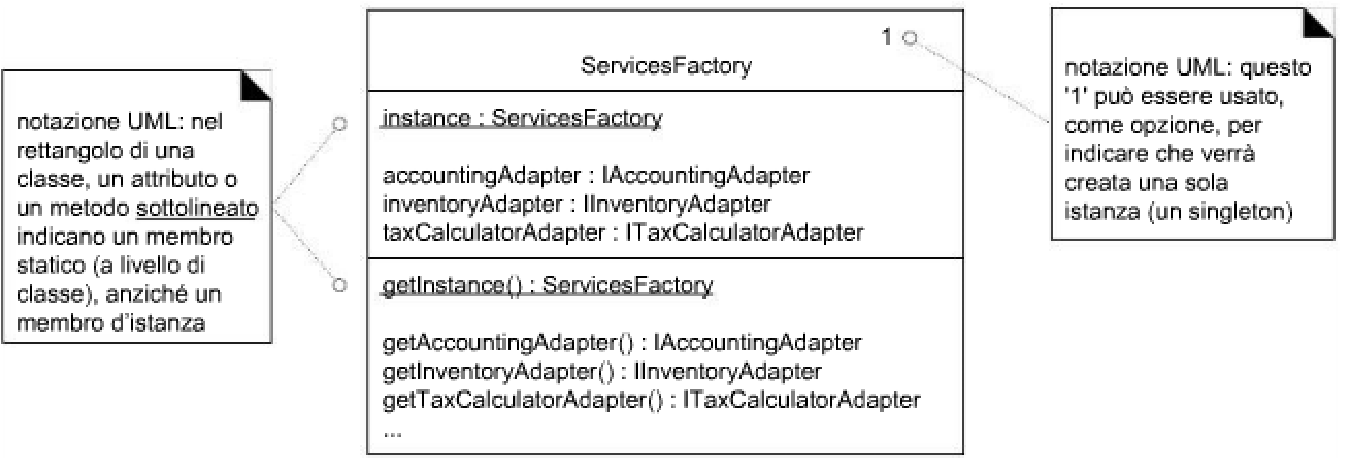 notazione UML: nel
rettangolo di una
classe, un attributo o
un metodo sottolineato
indicano un membro
statico (a livello di
classe), anziché un
membro d'istanza
1
ServicesFactory
instance : ServicesFactory
accountingAdapter : IAccountingAdapter
inventoryAdapter : IInventoryAdapter
taxCalculatorAdapter : ITaxCalculatorAdapter
getInstance() : ServicesFactory
getAccountingAdapter() : IAccountingAdapter
getInventoryAdapter() : IInventoryAdapter
getTaxCalculatorAdapter() : ITaxCalculatorAdapter
...
notazione UML: questo
'1' può essere usato,
come opzione, per
indicare che verrà
creata una sola
istanza (un singleton)